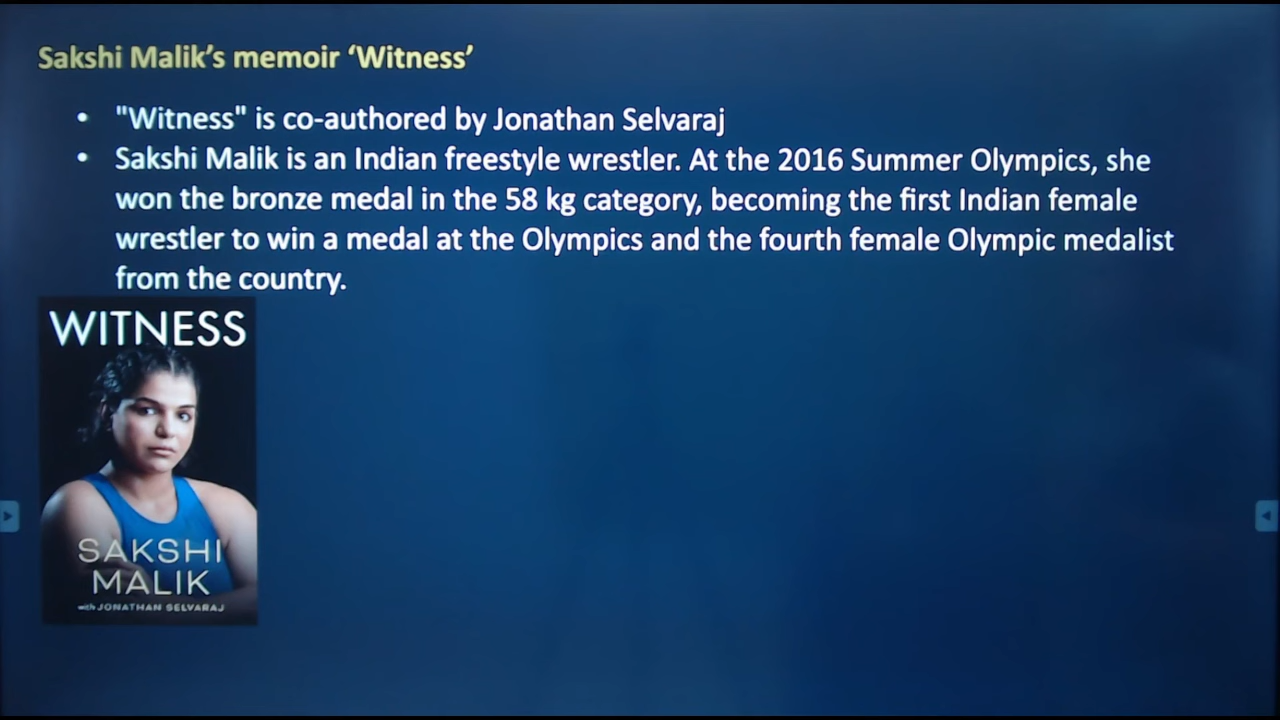 Sakshi Malik’s memoir ‘Witness’
• "Witness" is co-authored by Jonathan Selvaraj
• Sakshi Malik is an Indian freestyle wrestler. At the 2016 Summer Olympics, she
won the bronze medal in the 58 kg category, becoming the first Indian female
wrestler to win a medal at the Olympics and the fourth female Olympic medalist
from the country.
WITNESS
SAKSHI
MALIK
with JONATHAN SELVARAJ